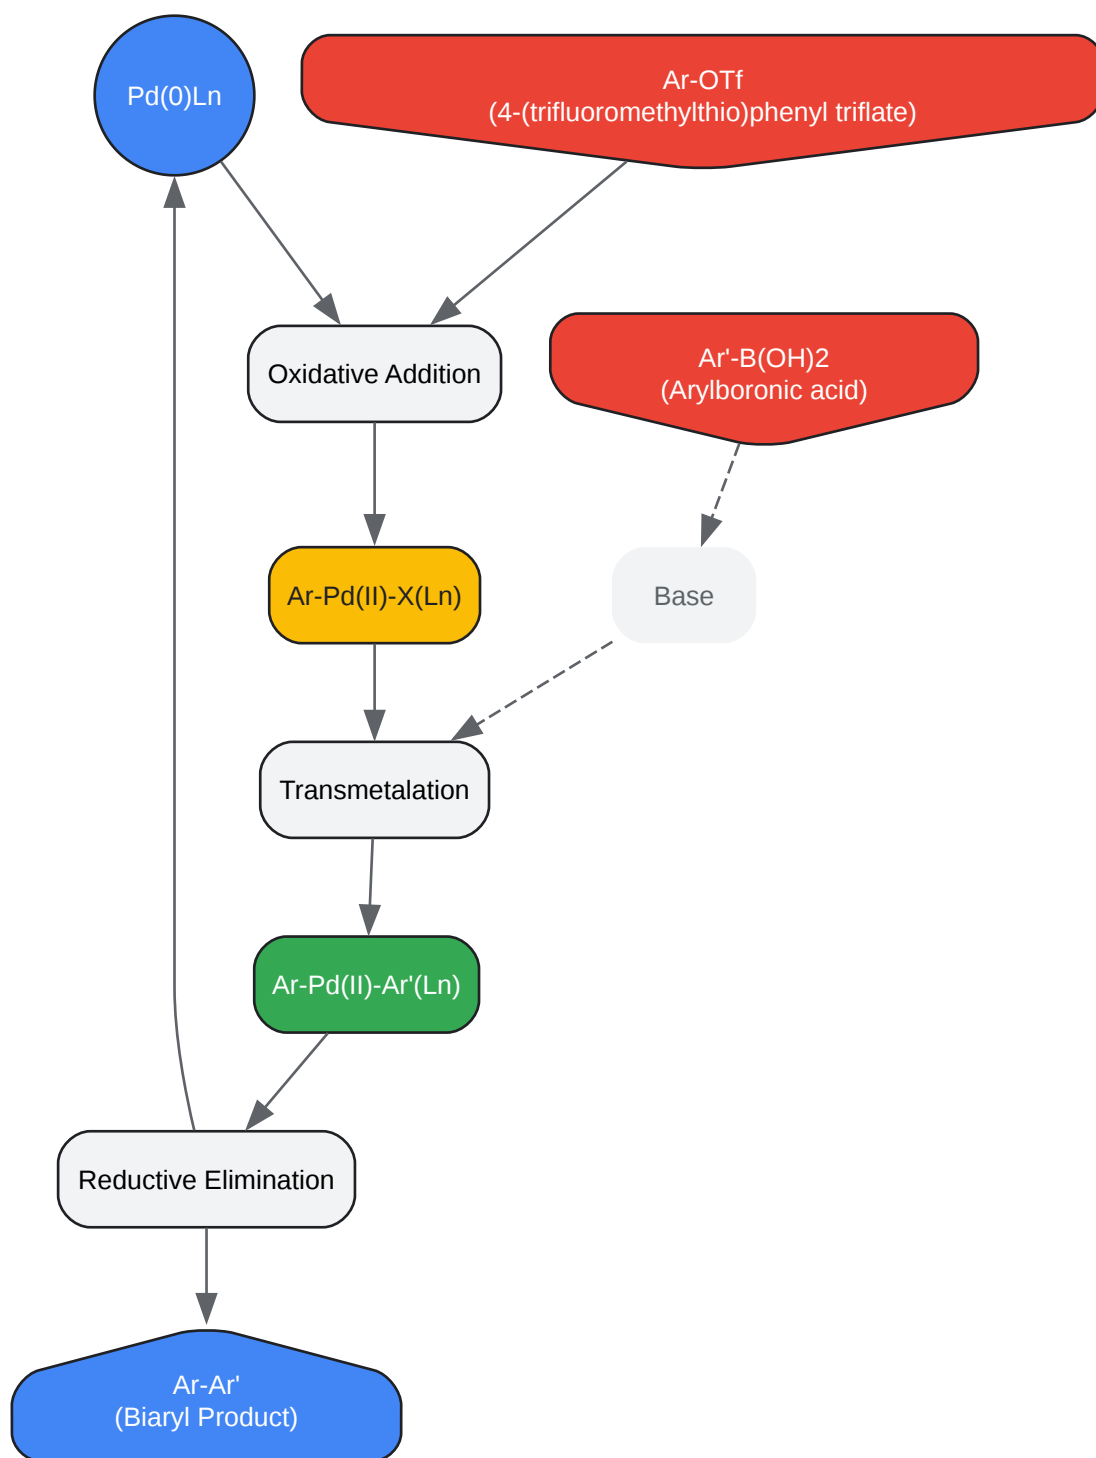 Pd(0)Ln
Ar-OTf
(4-(trifluoromethylthio)phenyl triflate)
Oxidative Addition
Ar'-B(OH)2
(Arylboronic acid)
Ar-Pd(II)-X(Ln)
Base
Transmetalation
Ar-Pd(II)-Ar'(Ln)
Reductive Elimination
Ar-Ar'
(Biaryl Product)